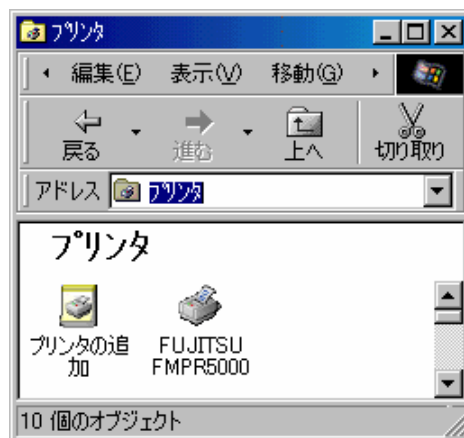 プリンタ
編集(E) 表示(V) 移動(G)
戻る 進む 上へ 切り取り
アドレス プリンタ
プリンタ
プリンタの追加
FUJITSU
FMPR5000
10 個のオブジェクト